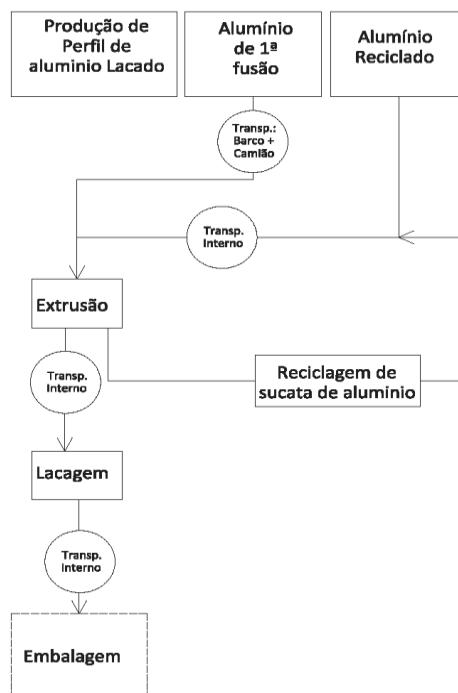 Produção de
Perfil de
aluminio Lacado
Alumínio
de 1ª
fusão
Alumínio
Reciclado
Transp.:
Barco +
Camião
Transp.
Interno
Extrusão
Transp.
Interno
Reciclagem de
sucata de aluminio
Lacagem
Transp.
Interno
Embalagem